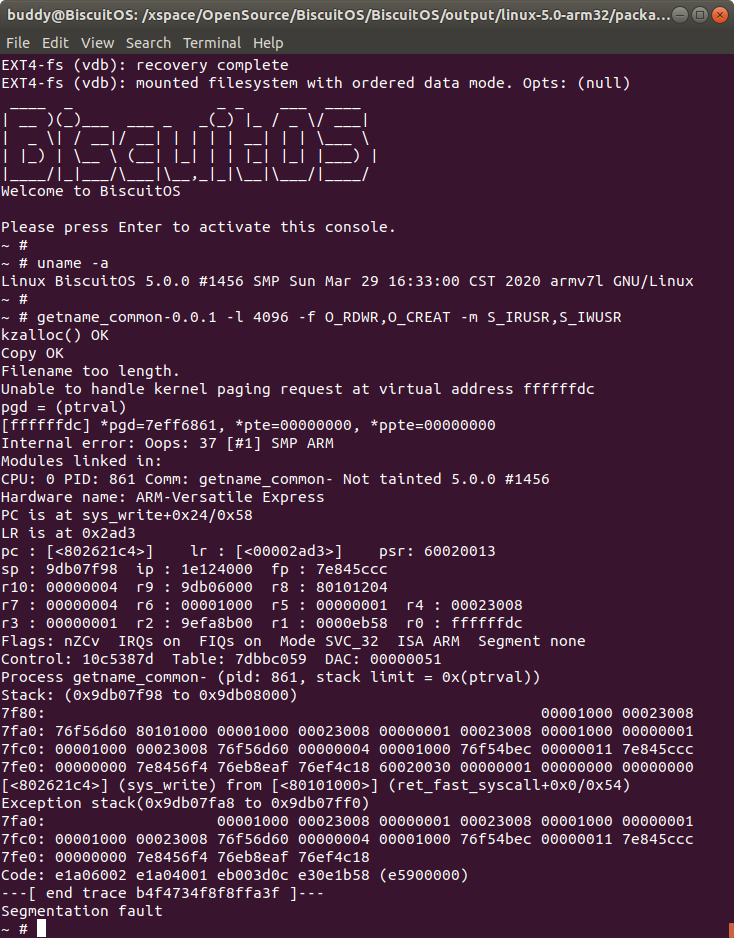 buddy@BiscuitOS: /xspace/OpenSource/BiscuitOS/BiscuitOS/output/linux-5.0-arm32/packa...
File Edit View Search Terminal Help
EXT4-fs (vdb): recovery complete
EXT4-fs (vdb): mounted filesystem with ordered data mode. Opts: (null)
BiscuitOS
Welcome to BiscuitOS
Please press Enter to activate this console.
~ #
~ # uname -a
Linux BiscuitOS 5.0.0 #1456 SMP Sun Mar 29 16:33:00 CST 2020 armv7l GNU/Linux
~ #
~ # getname_common-0.0.1 -l 4096 -f O_RDWR,O_CREAT -m S_IRUSR,S_IWUSR
kzalloc() OK
Copy OK
Filename too length.
Unable to handle kernel paging request at virtual address ffffffdc
pgd = (ptrval)
[ffffffdc] *pgd=7eff6861, *pte=00000000, *ppte=00000000
Internal error: Oops: 37 [#1] SMP ARM
Modules linked in:
CPU: 0 PID: 861 Comm: getname_common- Not tainted 5.0.0 #1456
Hardware name: ARM-Versatile Express
PC is at sys_write+0x24/0x58
LR is at 0x2ad3
pc : [<802621c4>]    lr : [<00002ad3>]    psr: 60020013
sp : 9db07f98  ip : 1e124000  fp : 7e845ccc
r10: 00000004  r9 : 9db06000  r8 : 80101204
r7 : 00000004  r6 : 00001000  r5 : 00000001  r4 : 00023008
r3 : 00000001  r2 : 9efa8b00  r1 : 0000eb58  r0 : ffffffdc
Flags: nZCv  IRQs on  FIQs on  Mode SVC_32  ISA ARM  Segment none
Control: 10c5387d  Table: 7dbbc059  DAC: 00000051
Process getname_common- (pid: 861, stack limit = 0x(ptrval))
Stack: (0x9db07f98 to 0x9db08000)
7f80:                                                       00001000 00023008
7fa0: 76f56d60 80101000 00001000 00023008 00000001 00023008 00001000 00000001
7fc0: 00001000 00023008 76f56d60 00000004 00001000 76f54bec 00000011 7e845ccc
7fe0: 00000000 7e8456f4 76eb8eaf 76ef4c18 60020030 00000001 00000000 00000000
[<802621c4>] (sys_write) from [<80101000>] (ret_fast_syscall+0x0/0x54)
Exception stack(0x9db07fa8 to 0x9db07ff0)
7fa0:                   00001000 00023008 00000001 00023008 00001000 00000001
7fc0: 00001000 00023008 76f56d60 00000004 00001000 76f54bec 00000011 7e845ccc
7fe0: 00000000 7e8456f4 76eb8eaf 76ef4c18
Code: e1a06002 e1a04001 eb003d0c e30e1b58 (e5900000)
---[ end trace b4f4734f8f8ffa3f ]---
Segmentation fault
~ #